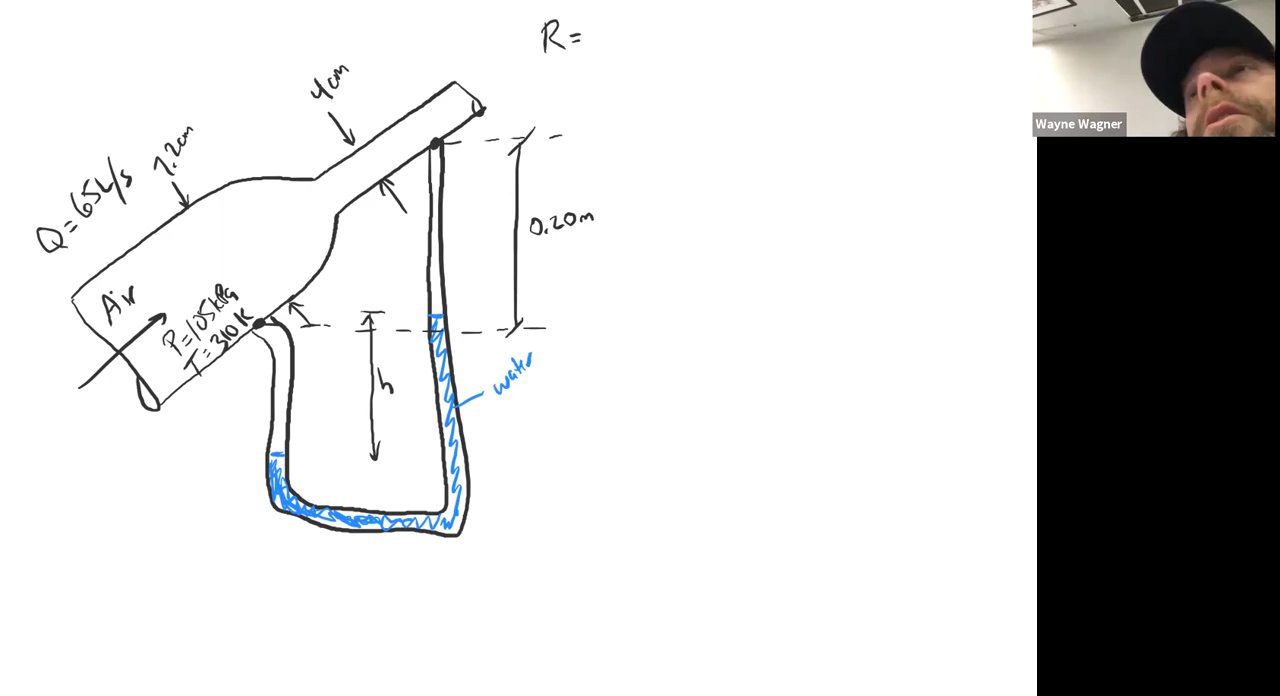 R=
4cm
7.2cm
Q=65L/s
Air
P=105kPa
T=310K
0.20m
h
water
Wayne Wagner